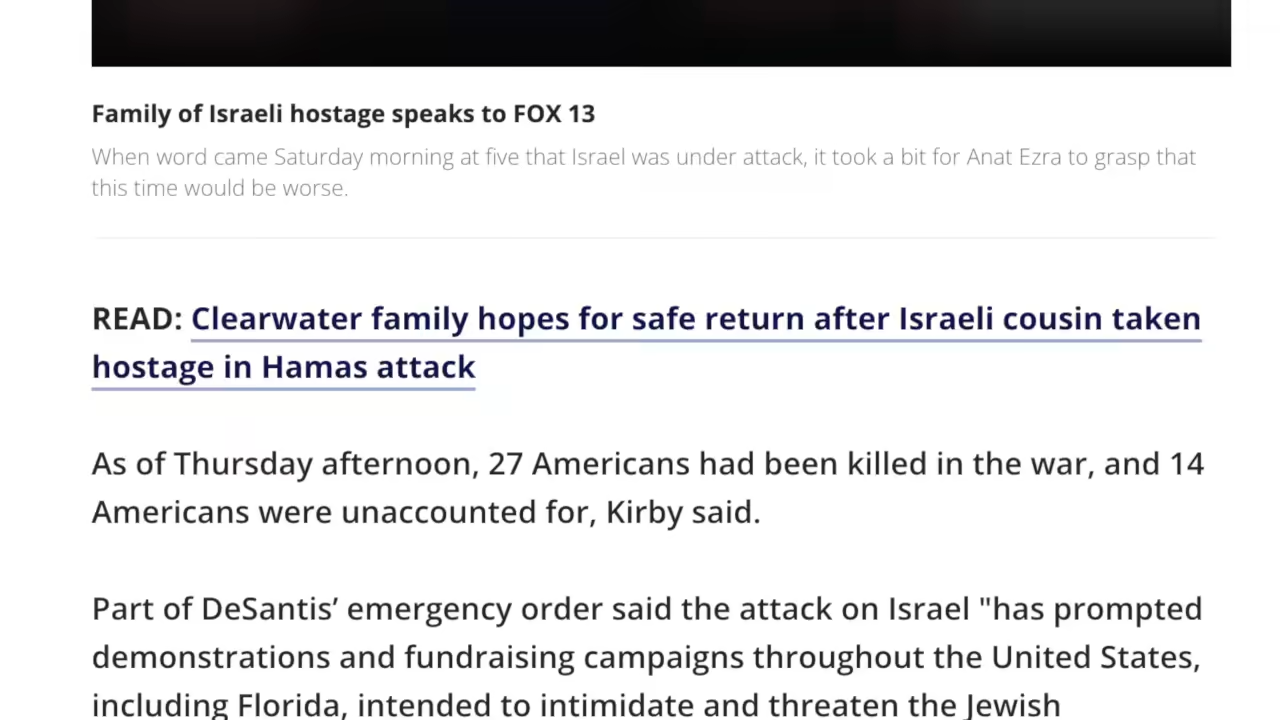 Family of Israeli hostage speaks to FOX 13
When word came Saturday morning at five that Israel was under attack, it took a bit for Anat Ezra to grasp that
this time would be worse.
READ: Clearwater family hopes for safe return after Israeli cousin taken
hostage in Hamas attack
As of Thursday afternoon, 27 Americans had been killed in the war, and 14
Americans were unaccounted for, Kirby said.
Part of DeSantis’ emergency order said the attack on Israel "has prompted
demonstrations and fundraising campaigns throughout the United States,
including Florida, intended to intimidate and threaten the Jewish